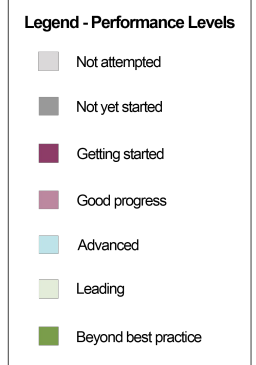 Legend - Performance Levels
Not attempted
Not yet started
Getting started
Good progress
Advanced
Leading
Beyond best practice